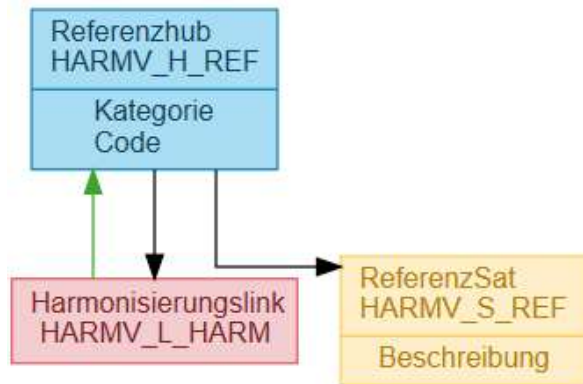 Referenzhub
HARMV_H_REF
Kategorie
Code
Harmonisierungslink
HARMV_L_HARM
ReferenzSat
HARMV_S_REF
Beschreibung